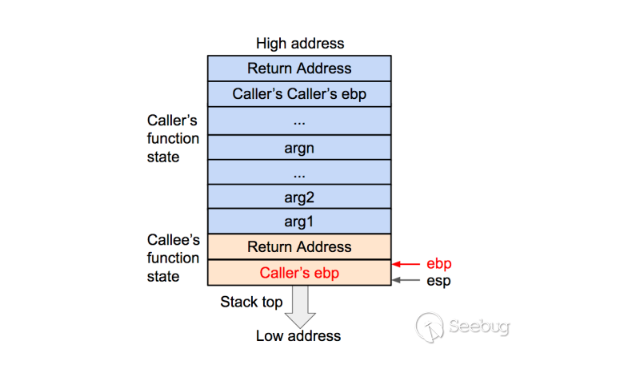 High address
Return Address
Caller's Caller's ebp
...
Caller's
function
state
argn
...
arg2
arg1
Callee's
function
state
Return Address
Caller's ebp
ebp
esp
Stack top
Low address
Seebug